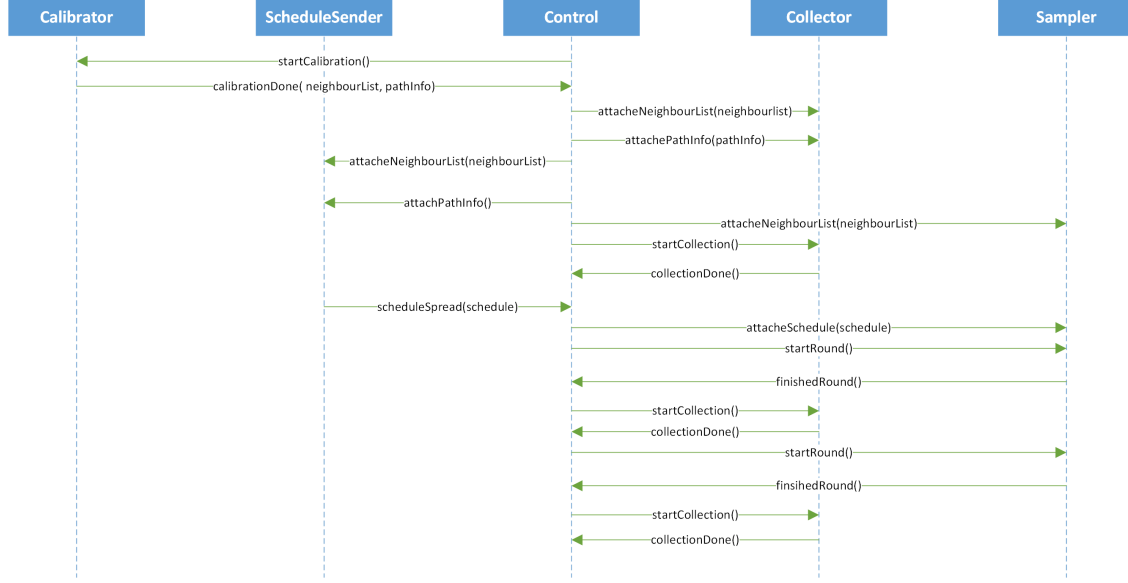 Calibrator
ScheduleSender
Control
Collector
Sampler
startCalibration()
calibrationDone( neighbourList, pathInfo)
attacheNeighbourList(neighbourlist)
attachePathInfo(pathInfo)
attacheNeighbourList(neighbourList)
attachPathInfo()
attacheNeighbourList(neighbourList)
startCollection()
collectionDone()
scheduleSpread(schedule)
attacheSchedule(schedule)
startRound()
finishedRound()
startCollection()
collectionDone()
startRound()
finsihedRound()
startCollection()
collectionDone()